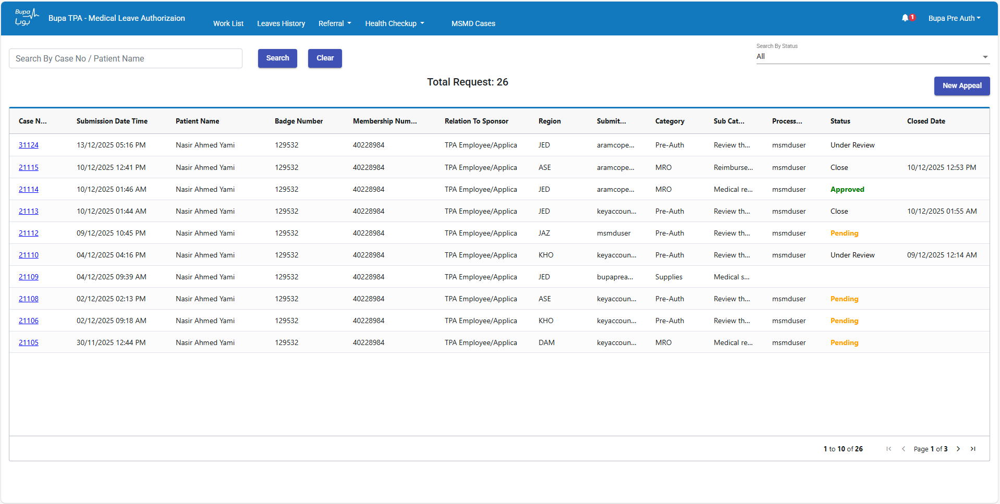 Bupa
بوبا
Bupa TPA - Medical Leave Authorizaion
Work List Leaves History Referral Health Checkup MSMD Cases
1 Bupa Pre Auth
Search By Case No / Patient Name Search Clear
Search By Status
All
Total Request: 26
New Appeal
Case N... Submission Date Time Patient Name Badge Number Membership Num... Relation To Sponsor Region Submit... Category Sub Cat... Process... Status Closed Date
31124 13/12/2025 05:16 PM Nasir Ahmed Yami 129532 40228984 TPA Employee/Applica JED aramcope... Pre-Auth Review th... msmduser Under Review
21115 10/12/2025 12:41 PM Nasir Ahmed Yami 129532 40228984 TPA Employee/Applica ASE aramcope... MRO Reimburse... msmduser Close 10/12/2025 12:53 PM
21114 10/12/2025 01:46 AM Nasir Ahmed Yami 129532 40228984 TPA Employee/Applica JED aramcope... MRO Medical re... msmduser Approved
21113 10/12/2025 01:44 AM Nasir Ahmed Yami 129532 40228984 TPA Employee/Applica JED keyaccoun... Pre-Auth Review th... msmduser Close 10/12/2025 01:55 AM
21112 09/12/2025 10:45 PM Nasir Ahmed Yami 129532 40228984 TPA Employee/Applica JAZ msmduser Pre-Auth Review th... msmduser Pending
21110 04/12/2025 04:16 PM Nasir Ahmed Yami 129532 40228984 TPA Employee/Applica KHO keyaccoun... Pre-Auth Review th... msmduser Under Review 09/12/2025 12:14 AM
21109 04/12/2025 09:39 AM Nasir Ahmed Yami 129532 40228984 TPA Employee/Applica JED bupaprea... Supplies Medical s...
21108 02/12/2025 02:13 PM Nasir Ahmed Yami 129532 40228984 TPA Employee/Applica ASE keyaccoun... Pre-Auth Review th... msmduser Pending
21106 02/12/2025 09:18 AM Nasir Ahmed Yami 129532 40228984 TPA Employee/Applica KHO keyaccoun... Pre-Auth Review th... msmduser Pending
21105 30/11/2025 12:44 PM Nasir Ahmed Yami 129532 40228984 TPA Employee/Applica DAM keyaccoun... MRO Medical re... msmduser Pending
1 to 10 of 26 Page 1 of 3